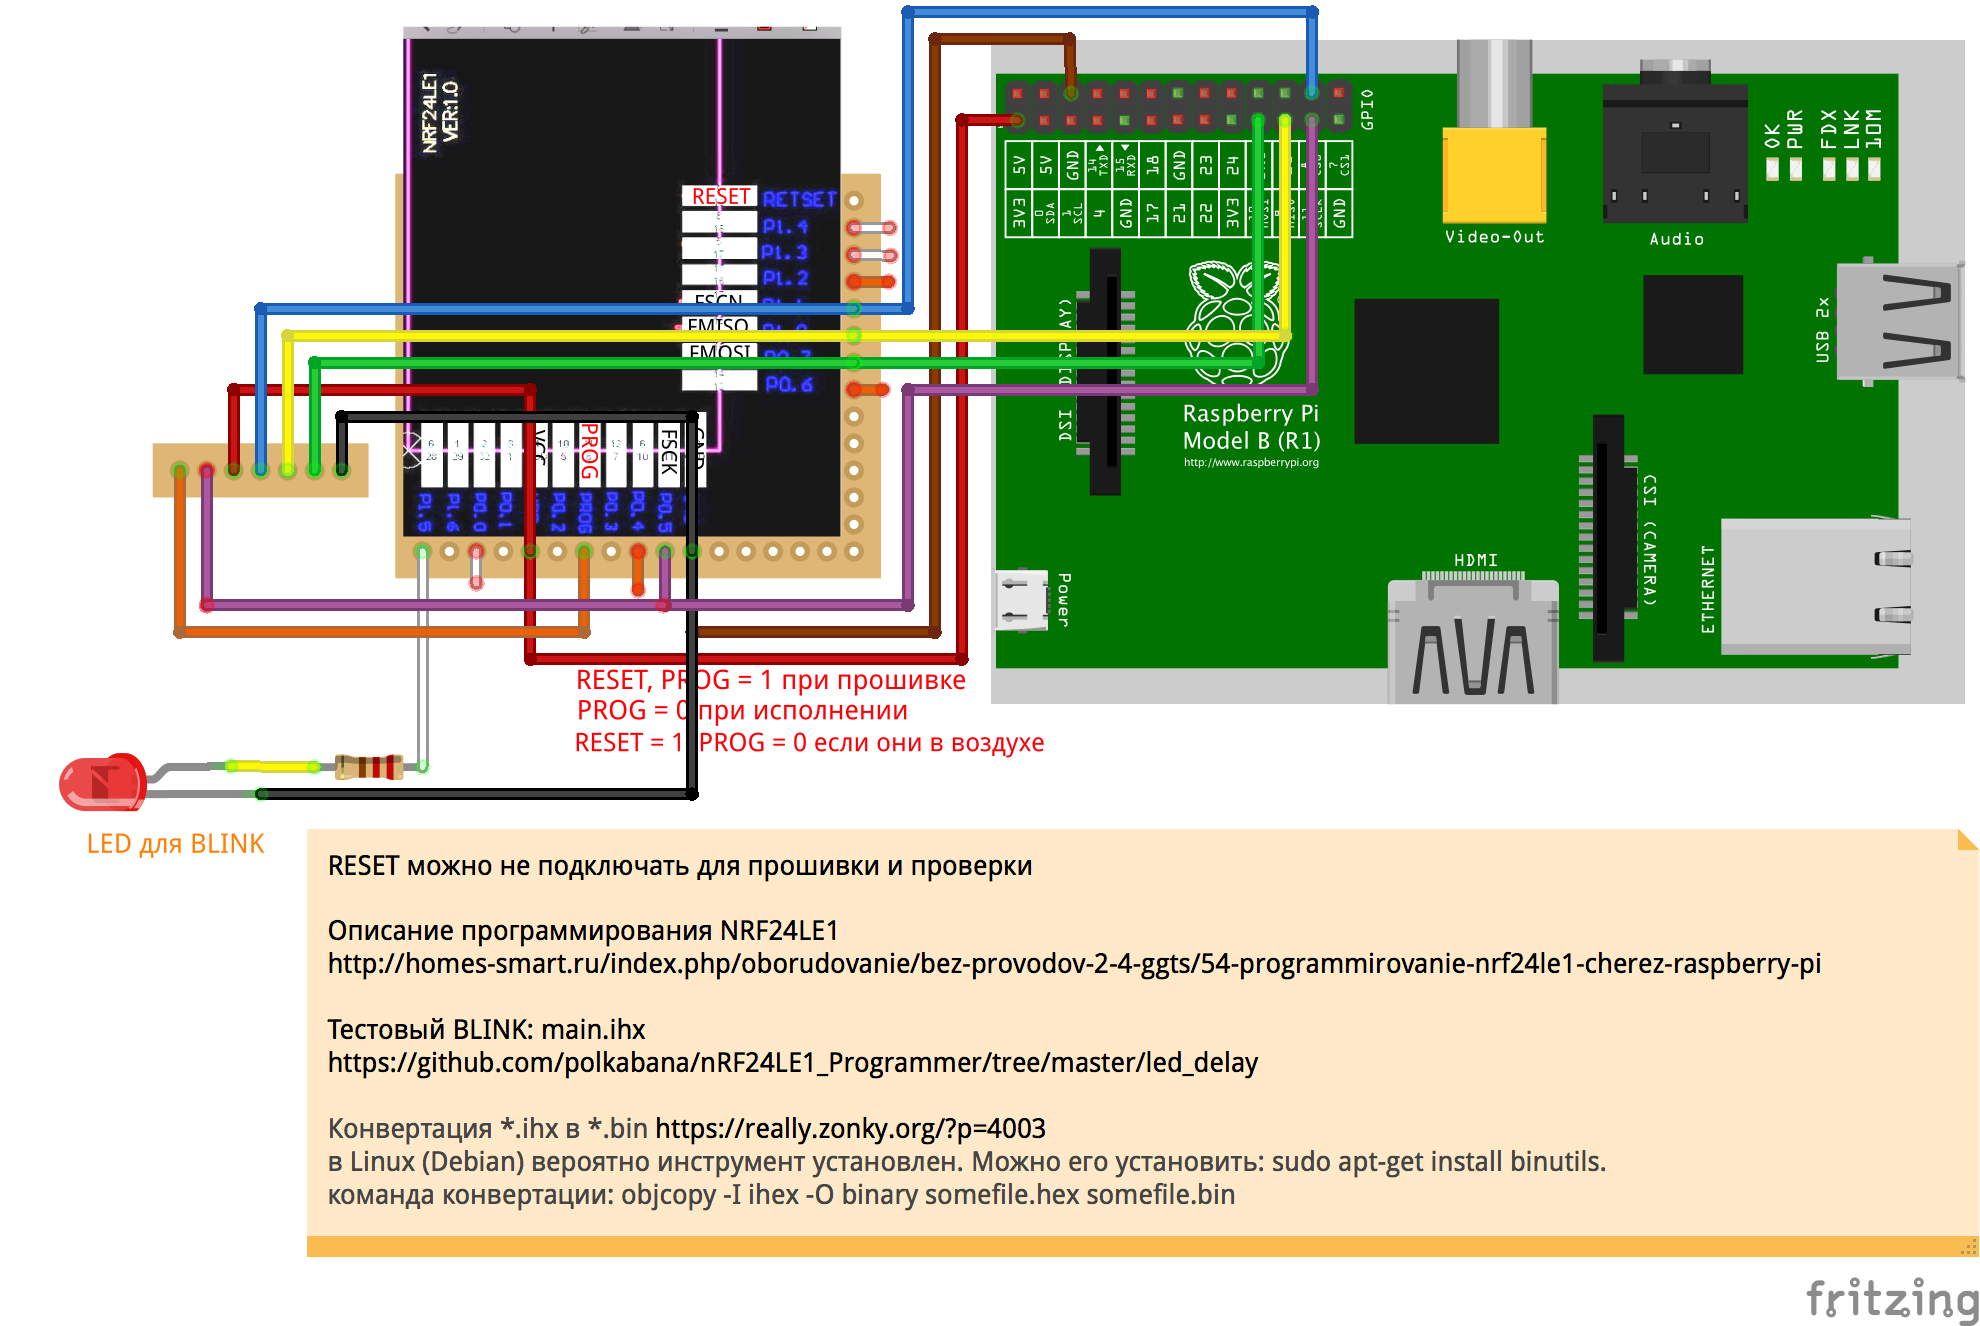 NRF24LE1
VER:1.0
RESET
RETSET
P1.4
P1.3
P1.2
FSCN
P1.1
FMISO
P1.0
FMOSI
P0.7
P0.6
VCC
PROG
FSCK
GND
P1.5
P1.6
P0.0
P0.1
P0.2
PROG
P0.3
P0.4
P0.5
GPIO
5V
5V
GND
14 TXD
15 RXD
18
GND
23
24
? CS1
3V3
0 SDA
1 SCL
4
GND
17
21
22
3V3
GND
Video-Out
Audio
OK
PWR
FDX
LNK
10M
USB 2x
DSI (DISPLAY)
Raspberry Pi
Model B (R1)
http://www.raspberrypi.org
CSI (CAMERA)
HDMI
ETHERNET
Power
RESET, PROG = 1 при прошивке
PROG = 0 при исполнении
RESET = 1, PROG = 0 если они в воздухе
LED для BLINK
RESET можно не подключать для прошивки и проверки
Описание программирования NRF24LE1
http://homes-smart.ru/index.php/oborudovanie/bez-provodov-2-4-ggts/54-programmirovanie-nrf24le1-cherez-raspberry-pi
Тестовый BLINK: main.ihx
https://github.com/polkabana/nRF24LE1_Programmer/tree/master/led_delay
Конвертация *.ihx в *.bin https://really.zonky.org/?p=4003
в Linux (Debian) вероятно инструмент установлен. Можно его установить: sudo apt-get install binutils.
команда конвертации: objcopy -I ihex -O binary somefile.hex somefile.bin
fritzing